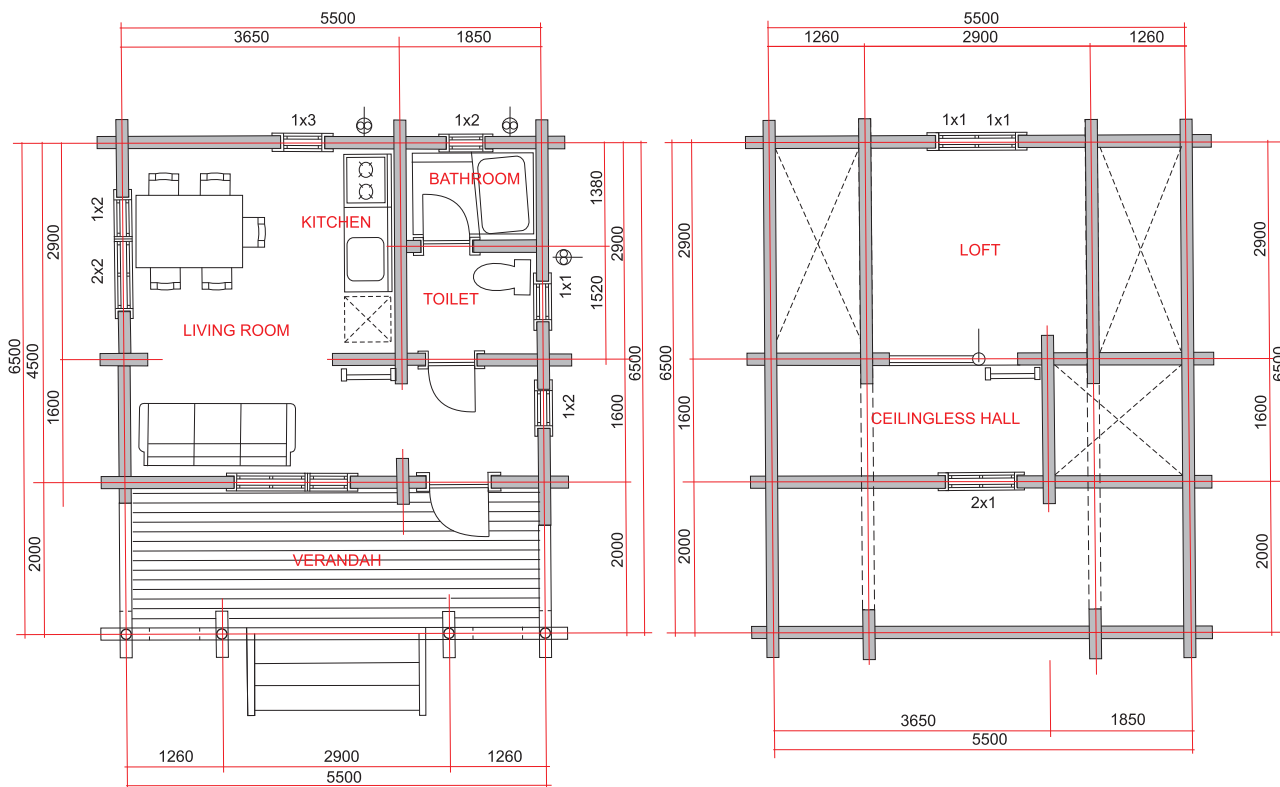 5500
3650 1850
1x3
1x2
BATHROOM
KITCHEN
1x2
2x2
TOILET
1x1
LIVING ROOM
1x2
VERANDAH
2900
1600
4500
6500
2000
1380
1520
2900
1600
6500
2000
1260 2900 1260
5500
5500
1260 2900 1260
1x1 1x1
LOFT
CEILINGLESS HALL
2x1
2900
6500
1600
2000
2900
6500
1600
2000
3650 1850
5500